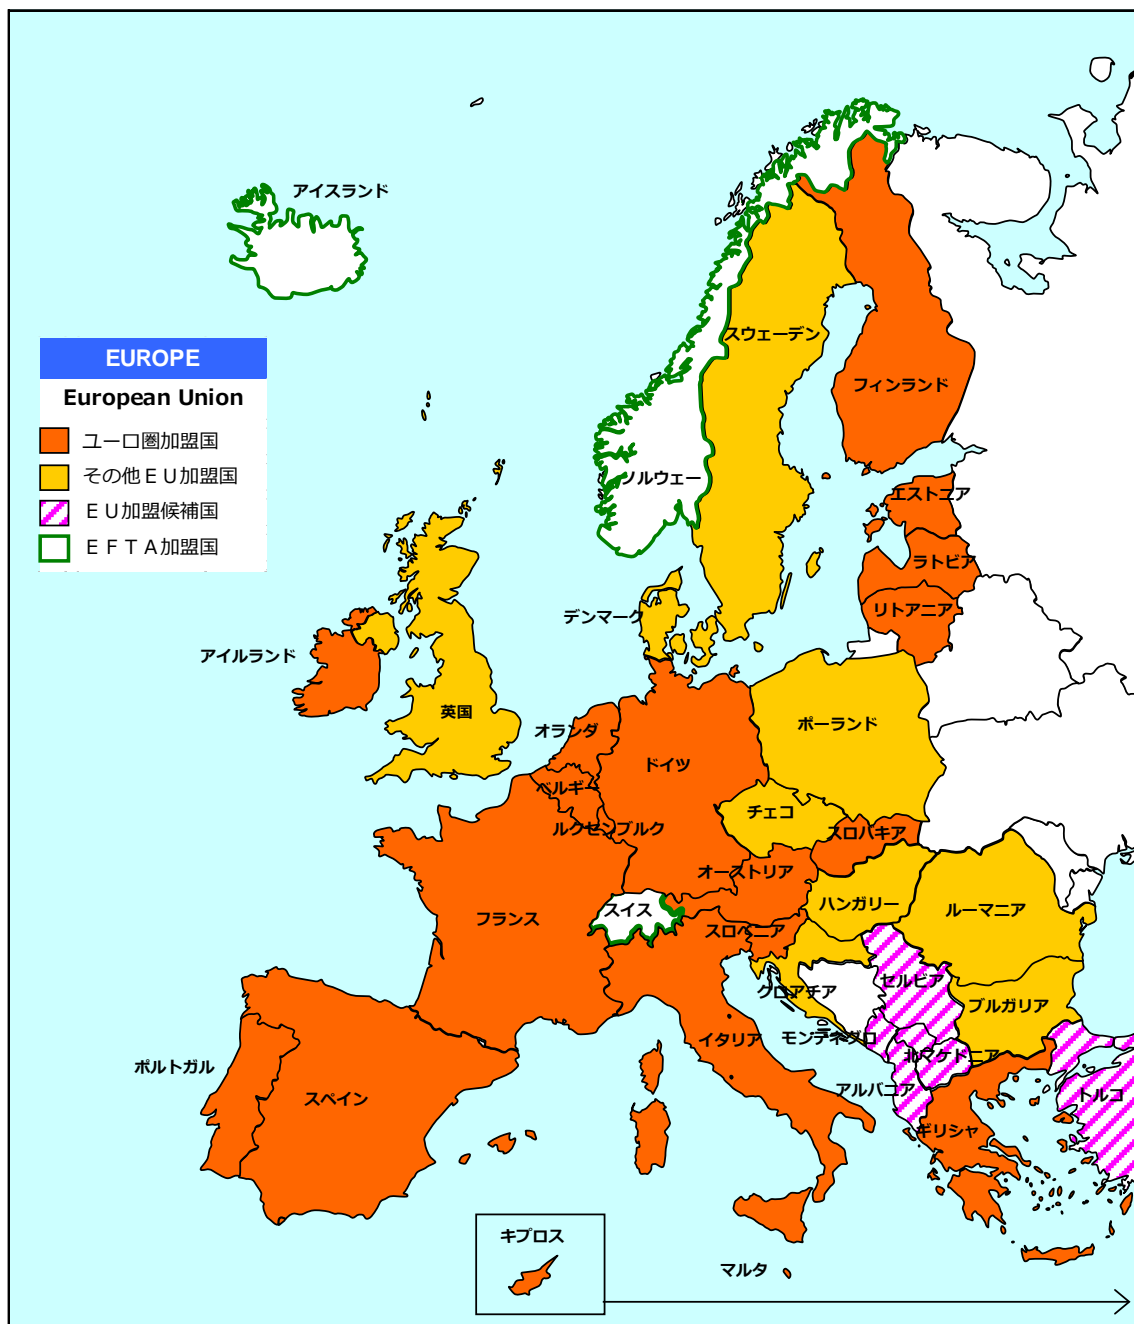 アイスランド
EUROPE
European Union
ユーロ圏加盟国
その他ＥＵ加盟国
ＥＵ加盟候補国
ＥＦＴＡ加盟国
スウェーデン
フィンランド
ノルウェー
エストニア
ラトビア
リトアニア
デンマーク
アイルランド
英国
オランダ
ポーランド
ドイツ
ベルギー
チェコ
ルクセンブルク
スロバキア
オーストリア
フランス
スイス
ハンガリー
ルーマニア
スロベニア
セルビア
クロアチア
ブルガリア
イタリア
モンテネグロ
北マケドニア
ポルトガル
スペイン
アルバニア
トルコ
ギリシャ
キプロス
マルタ